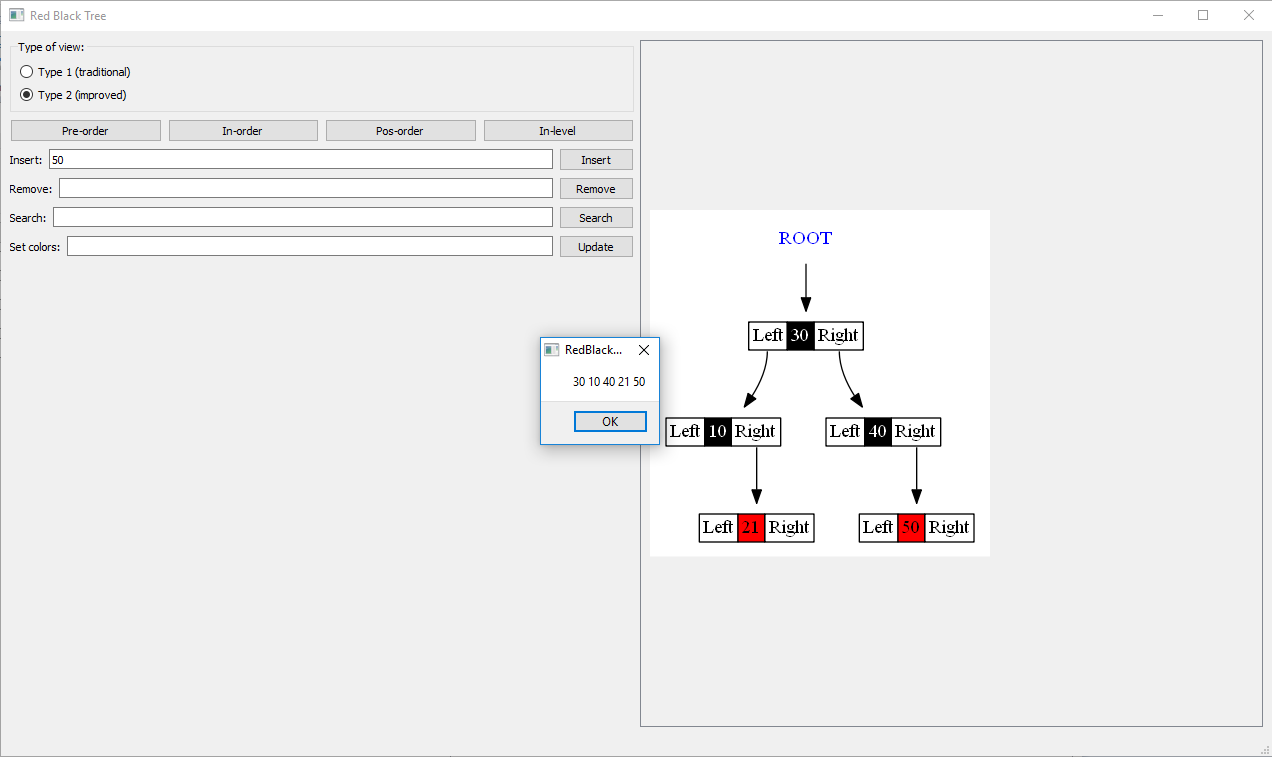 Red Black Tree
Type of view:
Type 1 (traditional)
Type 2 (improved)
Pre-order In-order Pos-order In-level
Insert: 50 Insert
Remove: Remove
Search: Search
Set colors: Update
RedBlack...
30 10 40 21 50
OK
ROOT
Left 30 Right
Left 10 Right Left 40 Right
Left 21 Right Left 50 Right